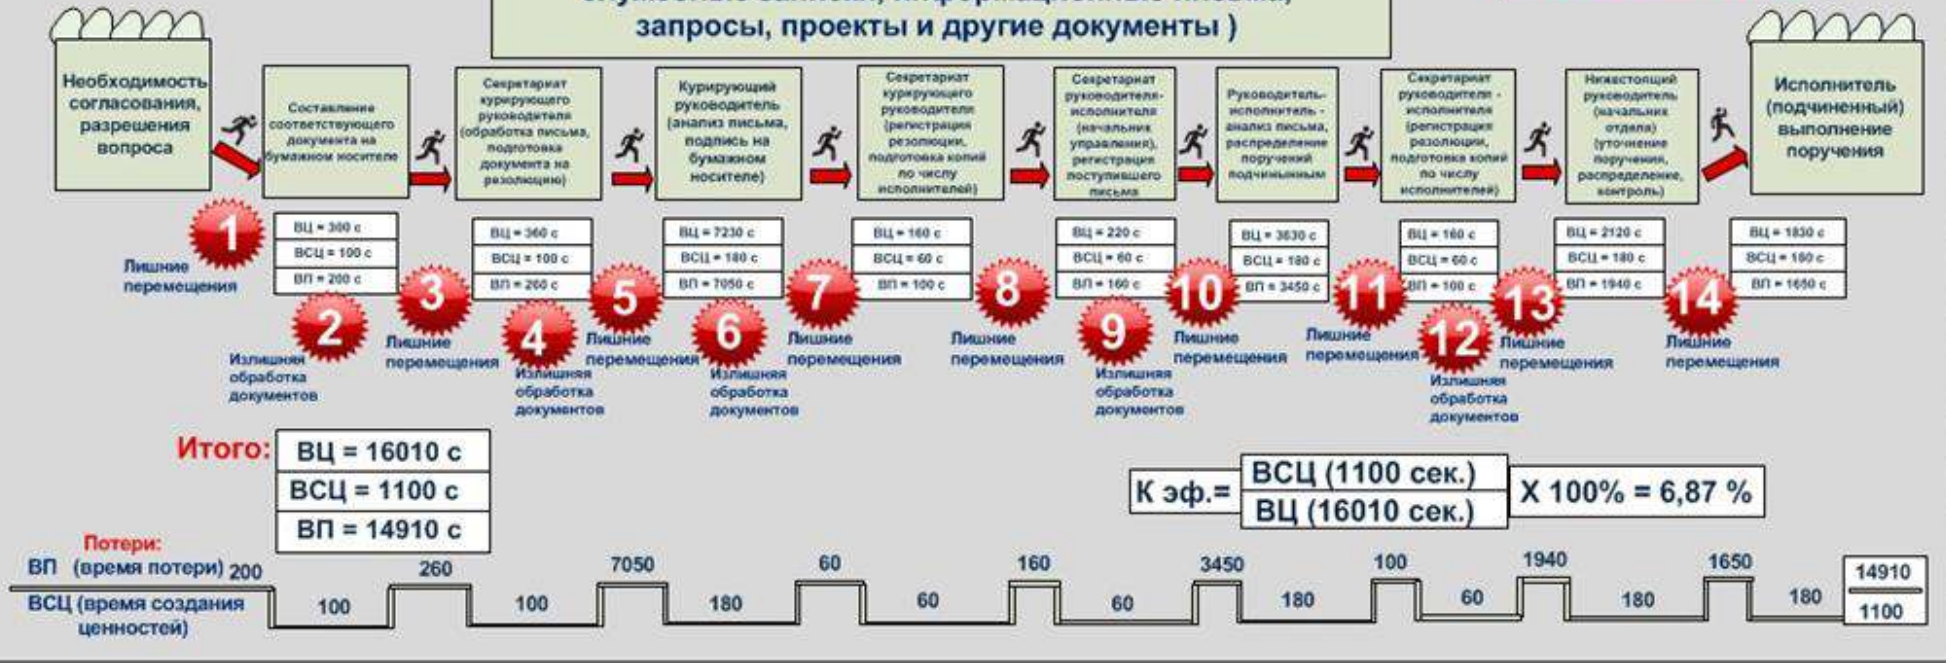 запросы, проекты и другие документы )
Необходимость
согласования,
разрешения
вопроса
Составление
соответствующего
документа на
бумажном носителе
Секретариат
курирующего
руководителя
(обработка письма,
подготовка
документа на
резолюцию)
Курирующий
руководитель
(анализ письма,
подпись на
бумажном
носителе)
Секретариат
курирующего
руководителя
(регистрация
резолюции,
подготовка копий
по числу
исполнителей)
Секретариат
руководителя-
исполнителя
(начальник
управления),
регистрация
поступившего
письма
Руководитель-
исполнитель -
анализ письма,
распределение
поручений
Секретариат
руководителя -
исполнителя
(регистрация
резолюции,
подготовка копий
по числу
исполнителей)
руководитель
(начальник
отдела)
(уточнение
поручения,
распределение,
контроль)
Исполнитель
(подчиненный)
выполнение
поручения
ВЦ = 300 с
ВСЦ = 100 с
ВП = 200 с
ВЦ = 360 с
ВСЦ = 100 с
ВП = 260 с
ВЦ = 7230 с
ВСЦ = 180 с
ВП = 7050 с
ВЦ = 160 с
ВСЦ = 60 с
ВП = 100 с
ВЦ = 220 с
ВСЦ = 60 с
ВП = 160 с
ВЦ = 3630 с
ВСЦ = 180 с
ВП = 3450 с
ВЦ = 160 с
ВСЦ = 60 с
ВП = 100 с
ВЦ = 2120 с
ВСЦ = 180 с
ВП = 1940 с
ВЦ = 1830 с
ВСЦ = 180 с
ВП = 1650 с
1
Лишние
перемещения
2
Излишняя
обработка
документов
3
Лишние
перемещения
4
Излишняя
обработка
документов
5
Лишние
перемещения
6
Излишняя
обработка
документов
7
Лишние
перемещения
8
Лишние
перемещения
9
Излишняя
обработка
документов
10
Лишние
перемещения
11
Лишние
перемещения
12
Излишняя
обработка
документов
13
Лишние
перемещения
14
Лишние
перемещения
Итого:
ВЦ = 16010 с
ВСЦ = 1100 с
ВП = 14910 с
К эф.=
ВСЦ (1100 сек.)
ВЦ (16010 сек.)
Х 100% = 6,87 %
Потери:
ВП (время потери) 200 260 7050 60 160 3450 100 1940 1650 14910
ВСЦ (время создания
ценностей)
100 100 180 60 60 180 60 180 180 1100